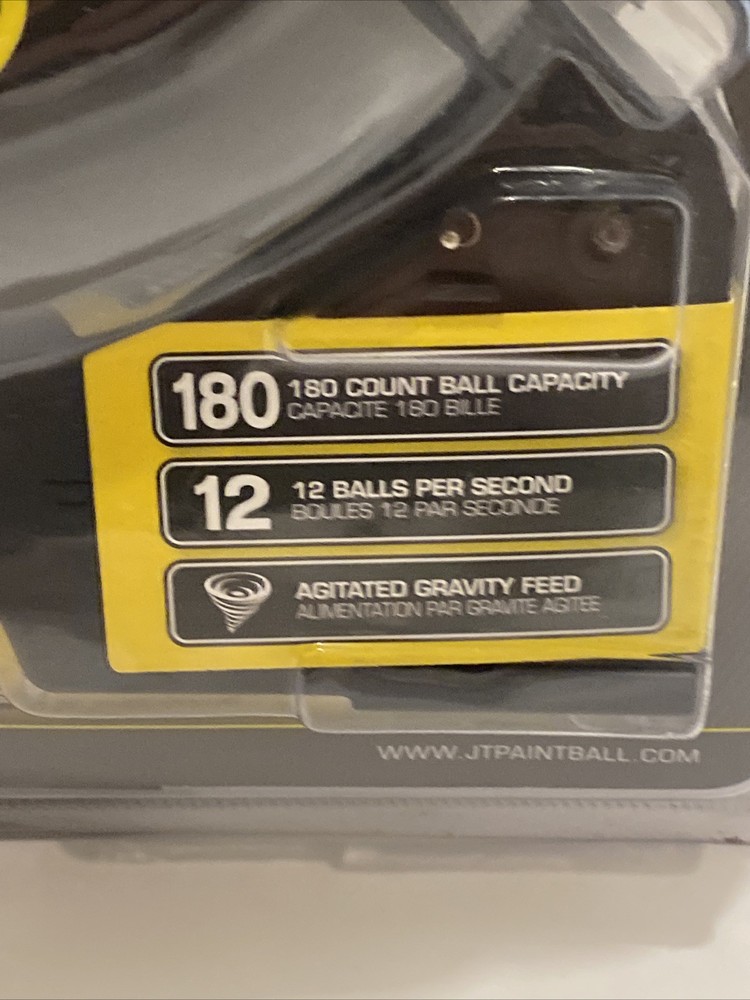 180
180 COUNT BALL CAPACITY
CAPACITE 180 BILLE
12
12 BALLS PER SECOND
BOULES 12 PAR SECONDE
AGITATED GRAVITY FEED
ALIMENTATION PAR GRAVITE AGITEE
WWW.JTPAINTBALL.COM